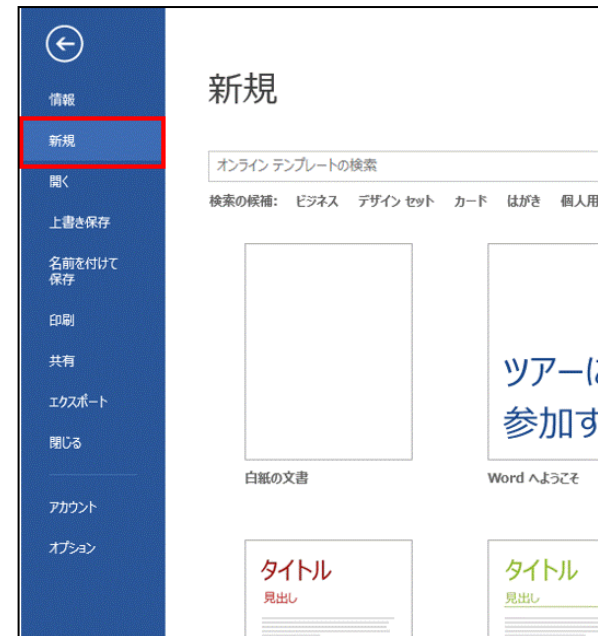 情報
新規
開く
上書き保存
名前を付けて
保存
印刷
共有
エクスポート
閉じる
アカウント
オプション
新規
オンライン テンプレートの検索
検索の候補: ビジネス デザイン セット カード はがき 個人用
白紙の文書
ツアーに
参加す
Word へようこそ
タイトル
見出し
タイトル
見出し